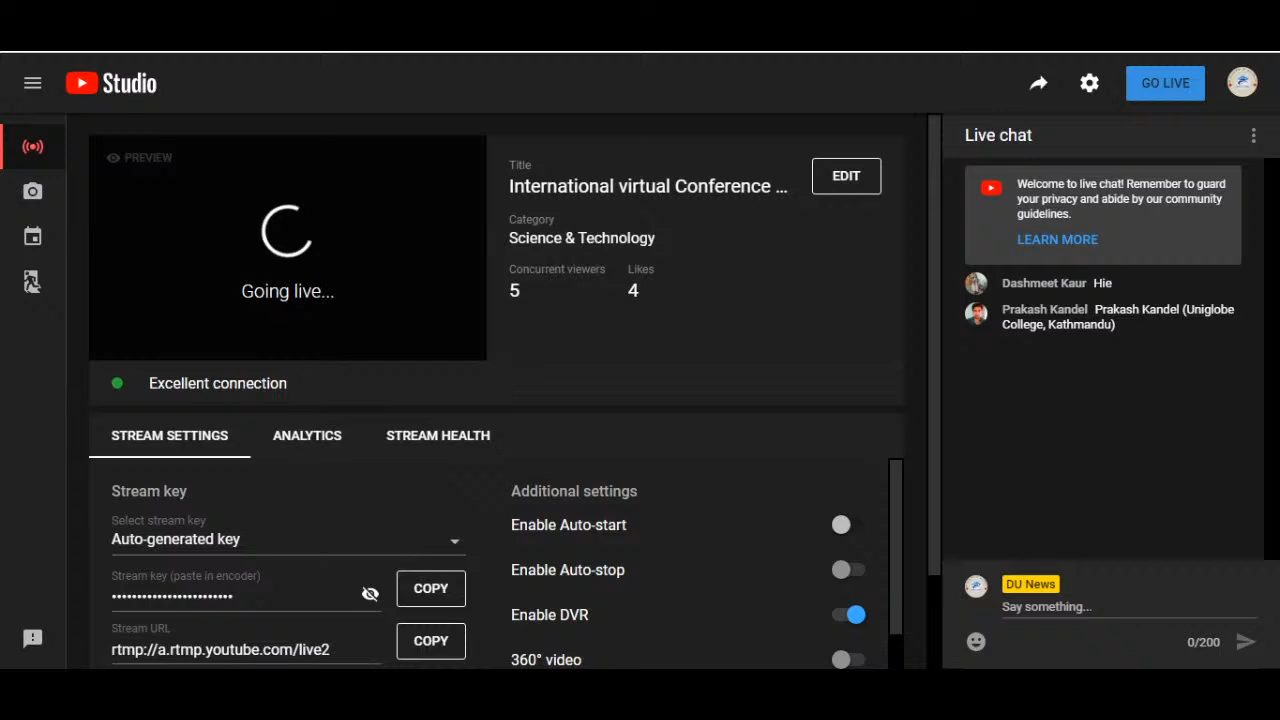 Studio
GO LIVE
PREVIEW
Going live...
Title
International virtual Conference ...
EDIT
Category
Science & Technology
Concurrent viewers
Likes
5
4
Excellent connection
STREAM SETTINGS
ANALYTICS
STREAM HEALTH
Stream key
Select stream key
Auto-generated key
Stream key (paste in encoder)
••••••••••••••••••••••••
COPY
Stream URL
rtmp://a.rtmp.youtube.com/live2
COPY
Additional settings
Enable Auto-start
Enable Auto-stop
Enable DVR
360° video
Live chat
Welcome to live chat! Remember to guard
your privacy and abide by our community
guidelines.
LEARN MORE
Dashmeet Kaur Hie
Prakash Kandel Prakash Kandel (Uniglobe
College, Kathmandu)
DU News
Say something...
0/200